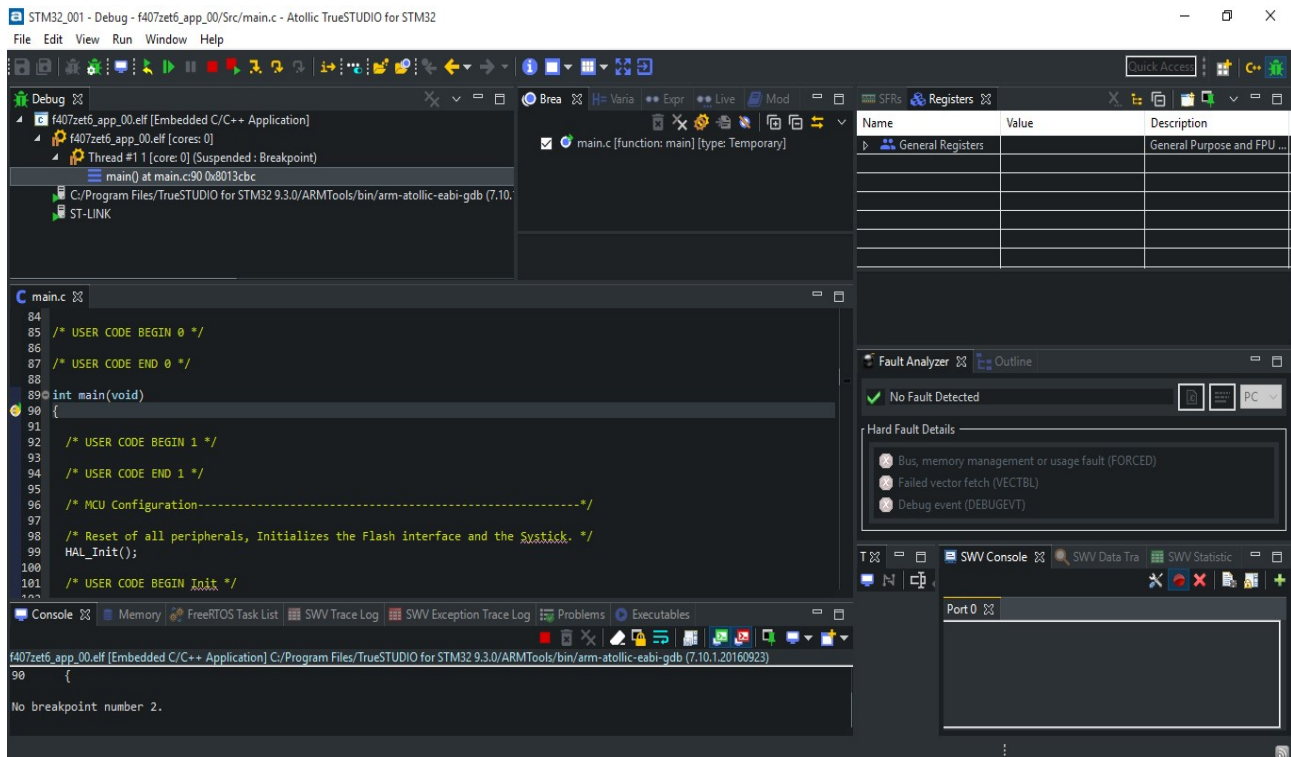 STM32_001 - Debug - f407zet6_app_00/Src/main.c - Atollic TrueSTUDIO for STM32
File Edit View Run Window Help
Quick Access
Debug
f407zet6_app_00.elf [Embedded C/C++ Application]
f407zet6_app_00.elf [cores: 0]
Thread #1 1 [core: 0] (Suspended : Breakpoint)
main() at main.c:90 0x8013cbc
C:/Program Files/TrueSTUDIO for STM32 9.3.0/ARMTools/bin/arm-atollic-eabi-gdb (7.10.
ST-LINK
Brea Varia Expr Live Mod
main.c [function: main] [type: Temporary]
SFRs Registers
Name Value Description
General Registers General Purpose and FPU ...
main.c
84
85 /* USER CODE BEGIN 0 */
86
87 /* USER CODE END 0 */
88
89 int main(void)
90 {
91
92 /* USER CODE BEGIN 1 */
93
94 /* USER CODE END 1 */
95
96 /* MCU Configuration----------------------------------------------------------*/
97
98 /* Reset of all peripherals, Initializes the Flash interface and the Systick. */
99 HAL_Init();
100
101 /* USER CODE BEGIN Init */
102
Fault Analyzer Outline
No Fault Detected
PC
Hard Fault Details
Bus, memory management or usage fault (FORCED)
Failed vector fetch (VECTBL)
Debug event (DEBUGEVT)
T SWV Console SWV Data Tra SWV Statistic
Port 0
Console Memory FreeRTOS Task List SWV Trace Log SWV Exception Trace Log Problems Executables
f407zet6_app_00.elf [Embedded C/C++ Application] C:/Program Files/TrueSTUDIO for STM32 9.3.0/ARMTools/bin/arm-atollic-eabi-gdb (7.10.1.20160923)
90 {
No breakpoint number 2.